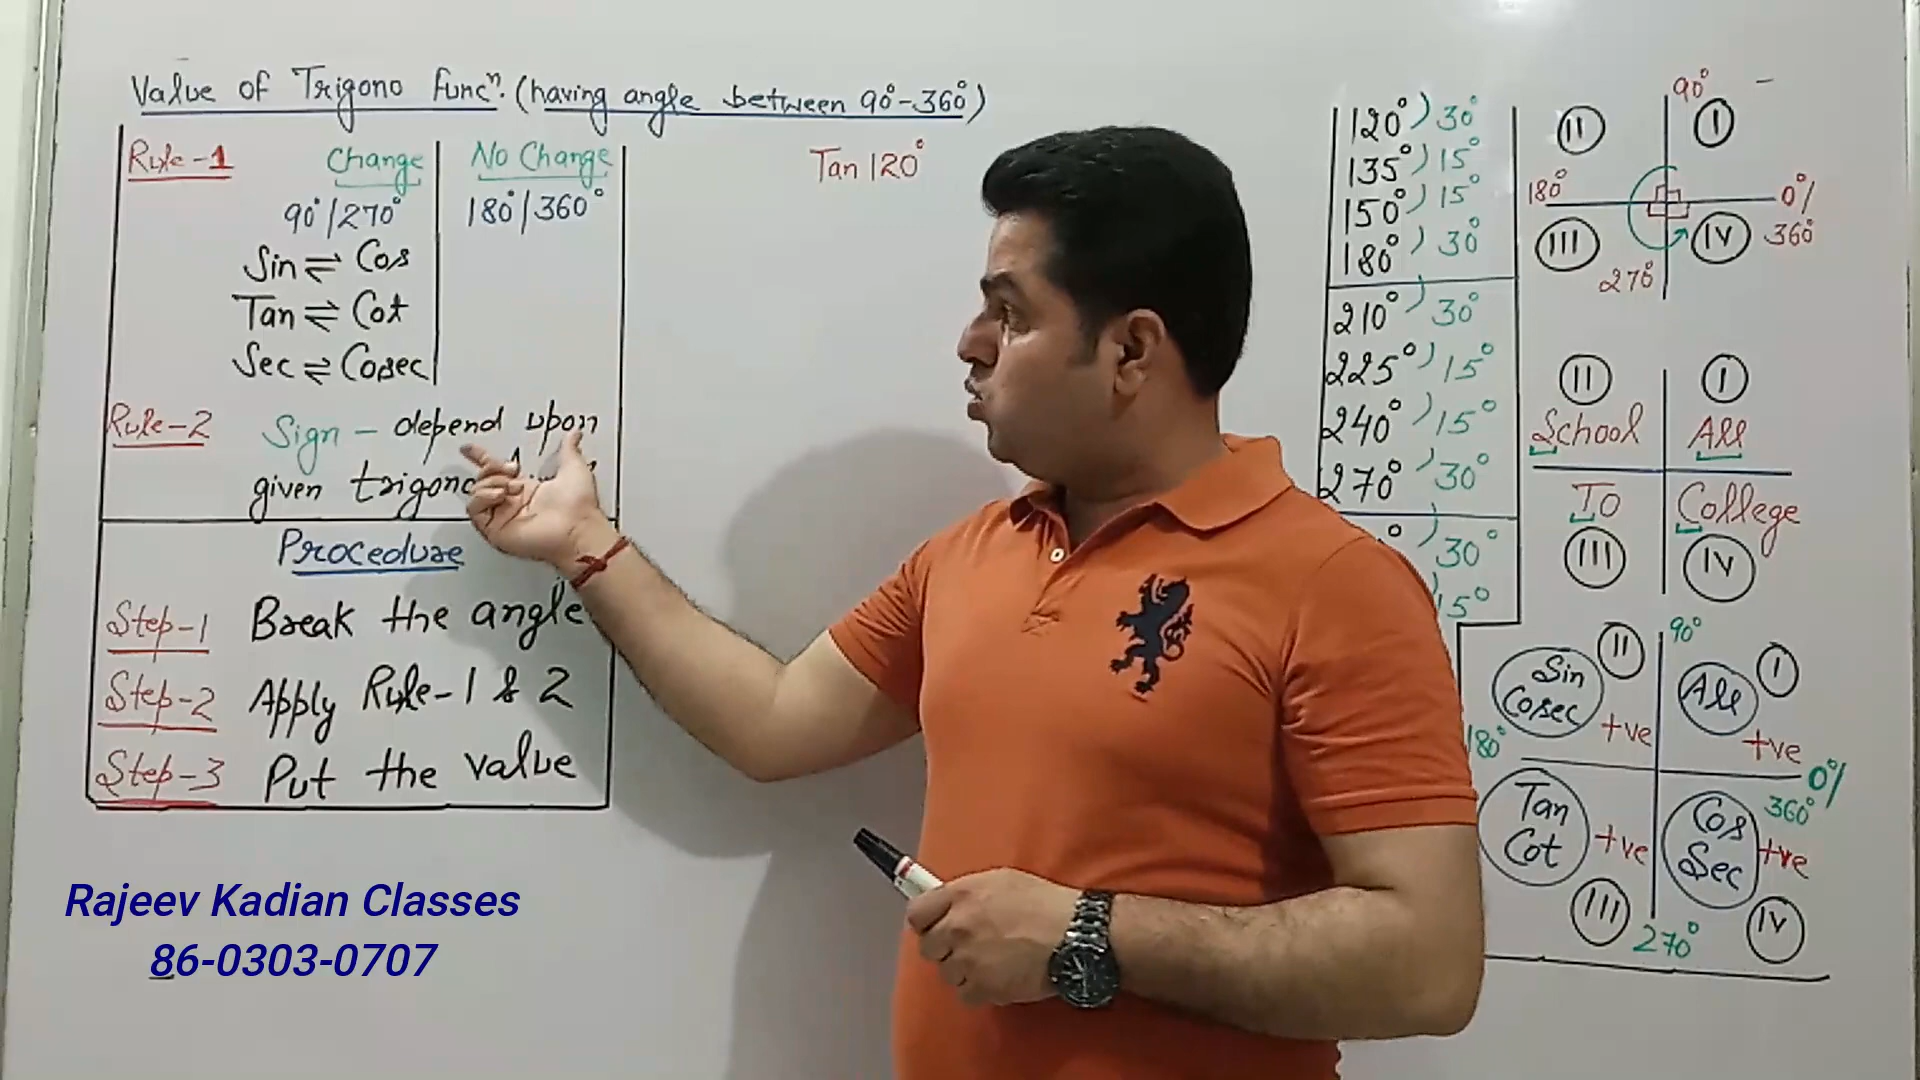 Value of Trigono Funcⁿ. (having angle between 90°-360°)
Rule-1
Change
90°/270°
Sin ⇌ Cos
Tan ⇌ Cot
Sec ⇌ Cosec
No Change
180°/360°
Rule-2
Sign - depend upon
given trigono
Procedure
Step-1 Break the angle
Step-2 Apply Rule-1 & 2
Step-3 Put the value
Rajeev Kadian Classes
86-0303-0707
Tan 120°
120° ) 30°
135° ) 15°
150° ) 15°
180° ) 30°
210° ) 30°
225° ) 15°
240° ) 15°
270° ) 30°
° ) 30°
) 15°
90° -
II I
180° 0°/
360°
III IV
270°
II I
School All
To College
III IV
90°
II I
Sin
Cosec +ve
All +ve
180° 0°/
360°
Tan
Cot +ve
Cos
Sec +ve
III IV
270°